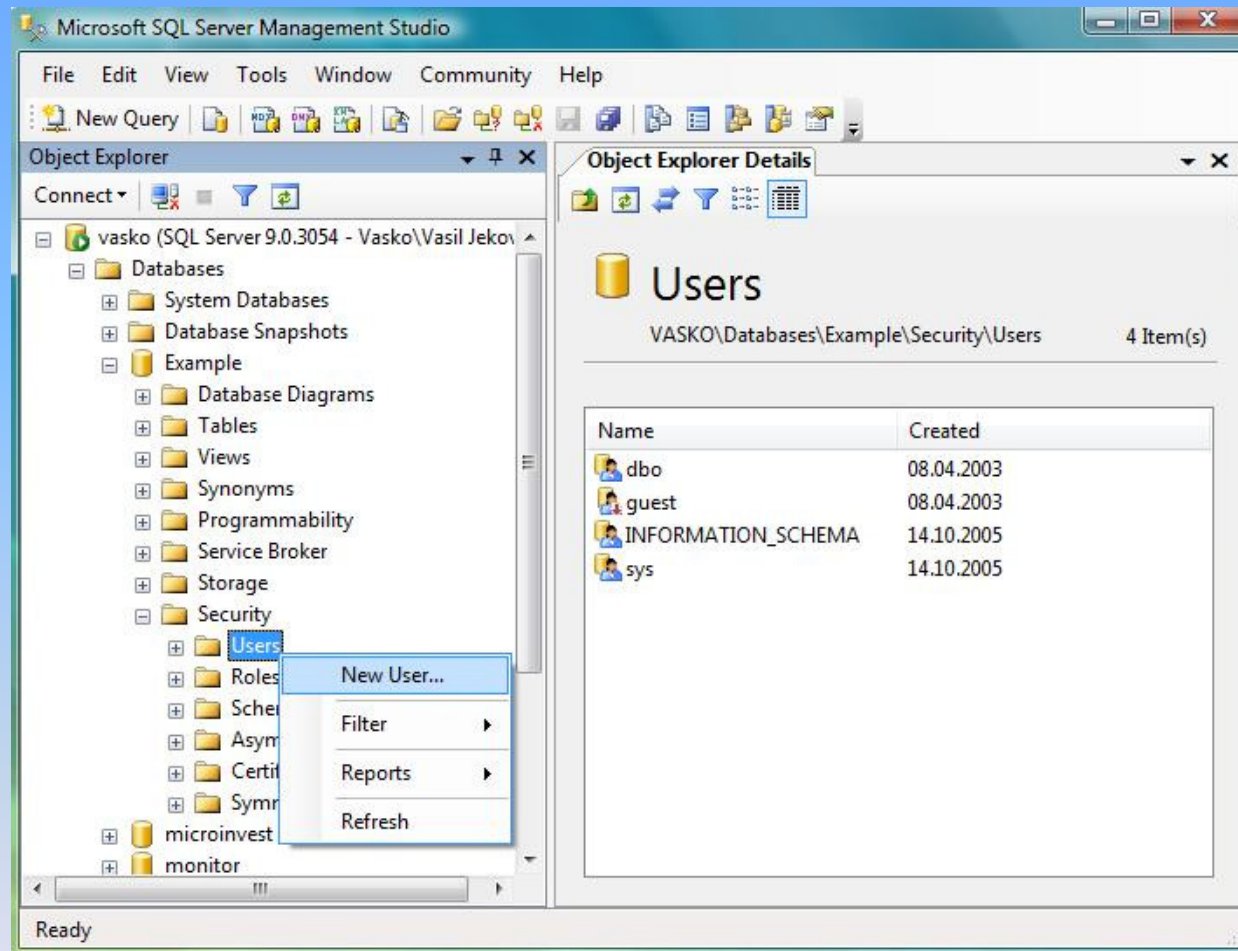 Microsoft SQL Server Management Studio
File Edit View Tools Window Community Help
New Query
Object Explorer
Connect
vasko (SQL Server 9.0.3054 - Vasko\Vasil Jekov
Databases
System Databases
Database Snapshots
Example
Database Diagrams
Tables
Views
Synonyms
Programmability
Service Broker
Storage
Security
Users
Roles
Sche
Asym
Certif
Symr
microinvest
monitor
New User...
Filter
Reports
Refresh
Object Explorer Details
Users
VASKO\Databases\Example\Security\Users 4 Item(s)
Name Created
dbo 08.04.2003
guest 08.04.2003
INFORMATION_SCHEMA 14.10.2005
sys 14.10.2005
Ready